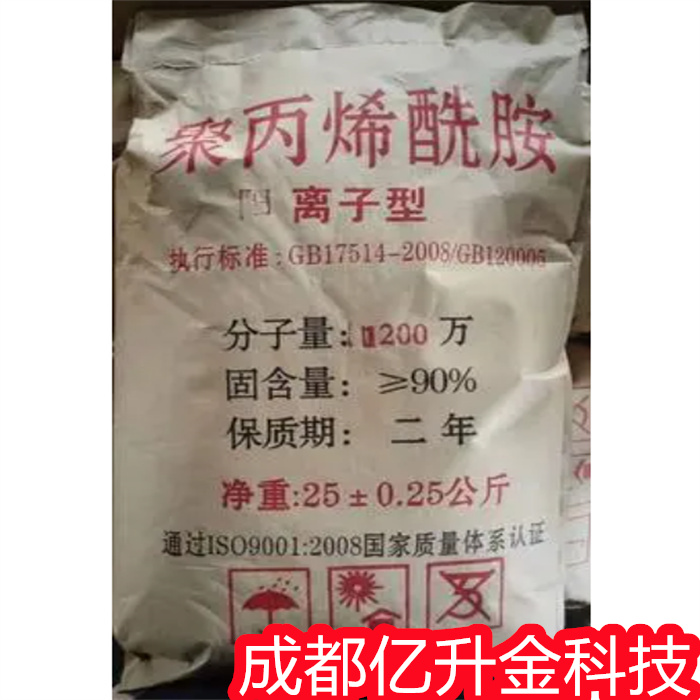 聚丙烯酰胺
离子型
执行标准:GB17514-2008/GB120005
分子量: 1200 万
固含量: ≥90%
保质期: 二 年
净重:25±0.25公斤
通过ISO9001:2008国家质量体系认证
成都亿升金科技